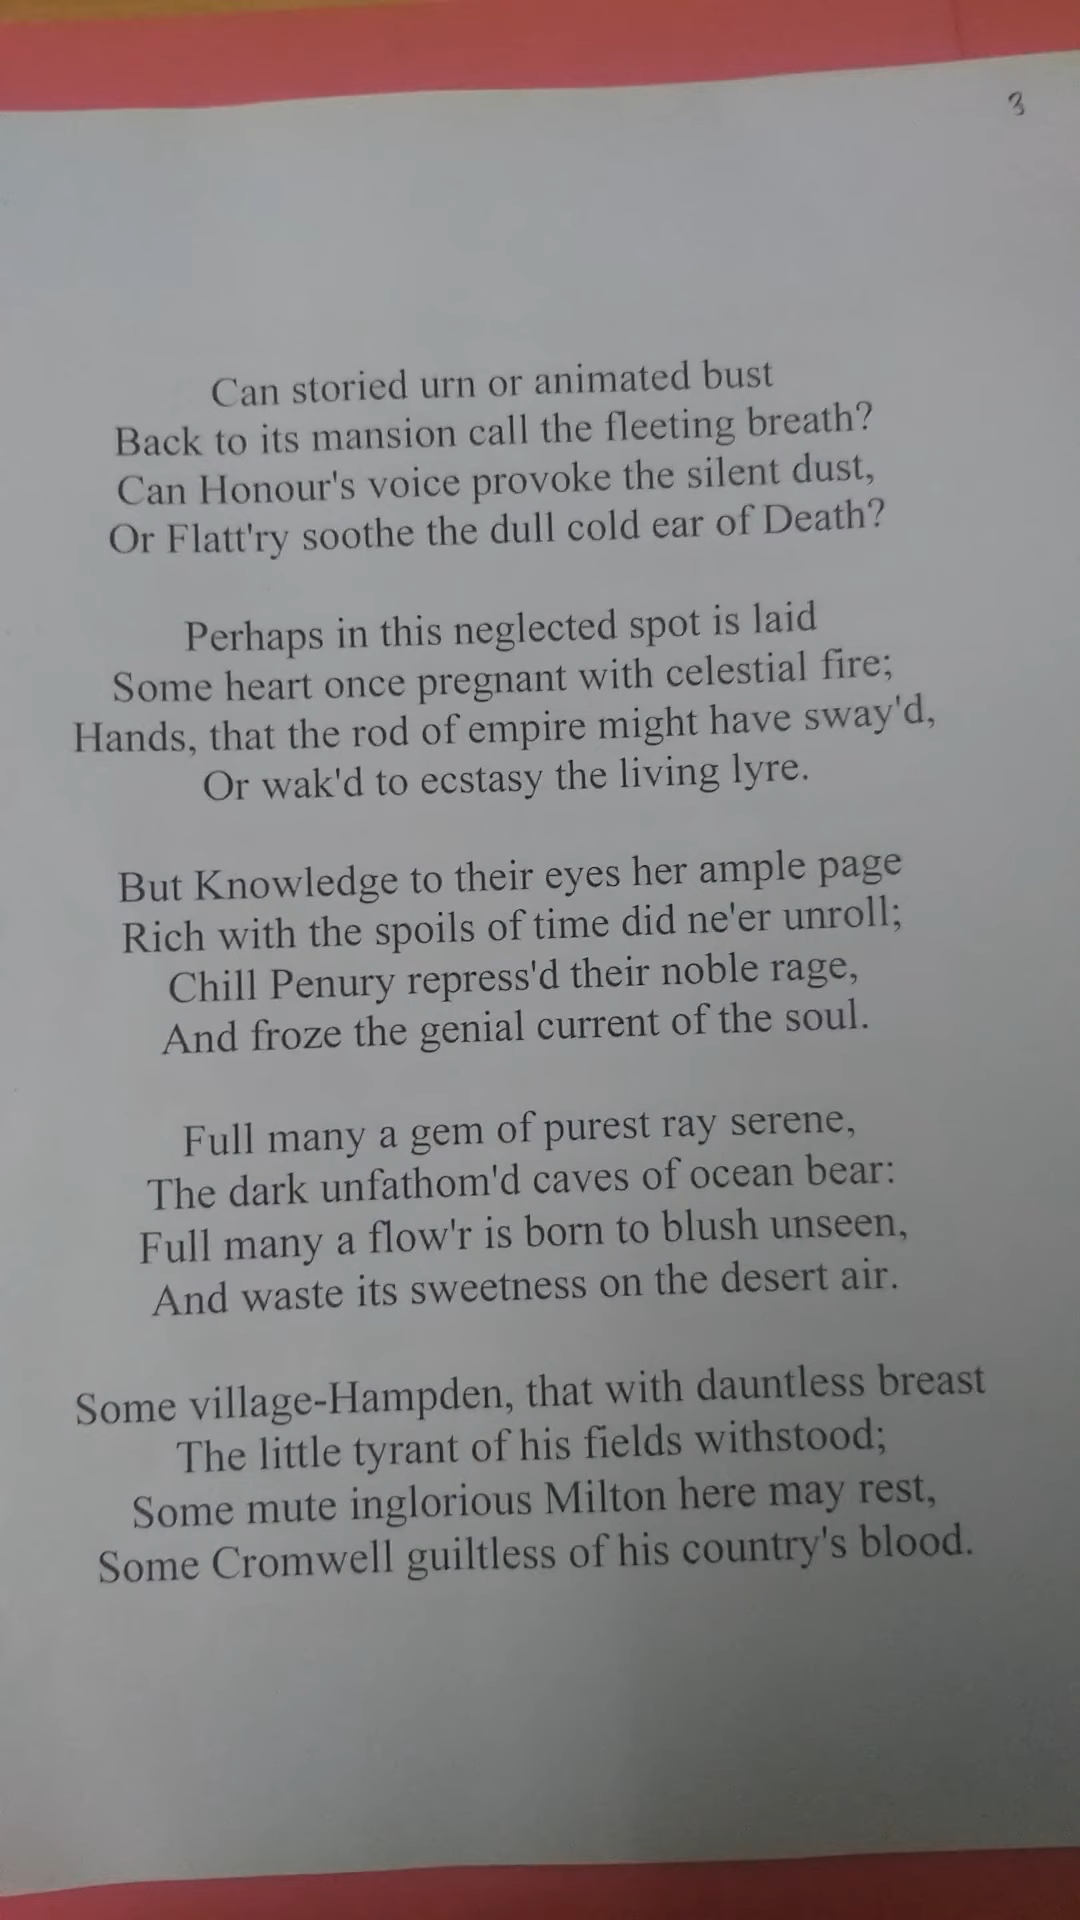 3
Can storied urn or animated bust
Back to its mansion call the fleeting breath?
Can Honour's voice provoke the silent dust,
Or Flatt'ry soothe the dull cold ear of Death?
Perhaps in this neglected spot is laid
Some heart once pregnant with celestial fire;
Hands, that the rod of empire might have sway'd,
Or wak'd to ecstasy the living lyre.
But Knowledge to their eyes her ample page
Rich with the spoils of time did ne'er unroll;
Chill Penury repress'd their noble rage,
And froze the genial current of the soul.
Full many a gem of purest ray serene,
The dark unfathom'd caves of ocean bear:
Full many a flow'r is born to blush unseen,
And waste its sweetness on the desert air.
Some village-Hampden, that with dauntless breast
The little tyrant of his fields withstood;
Some mute inglorious Milton here may rest,
Some Cromwell guiltless of his country's blood.